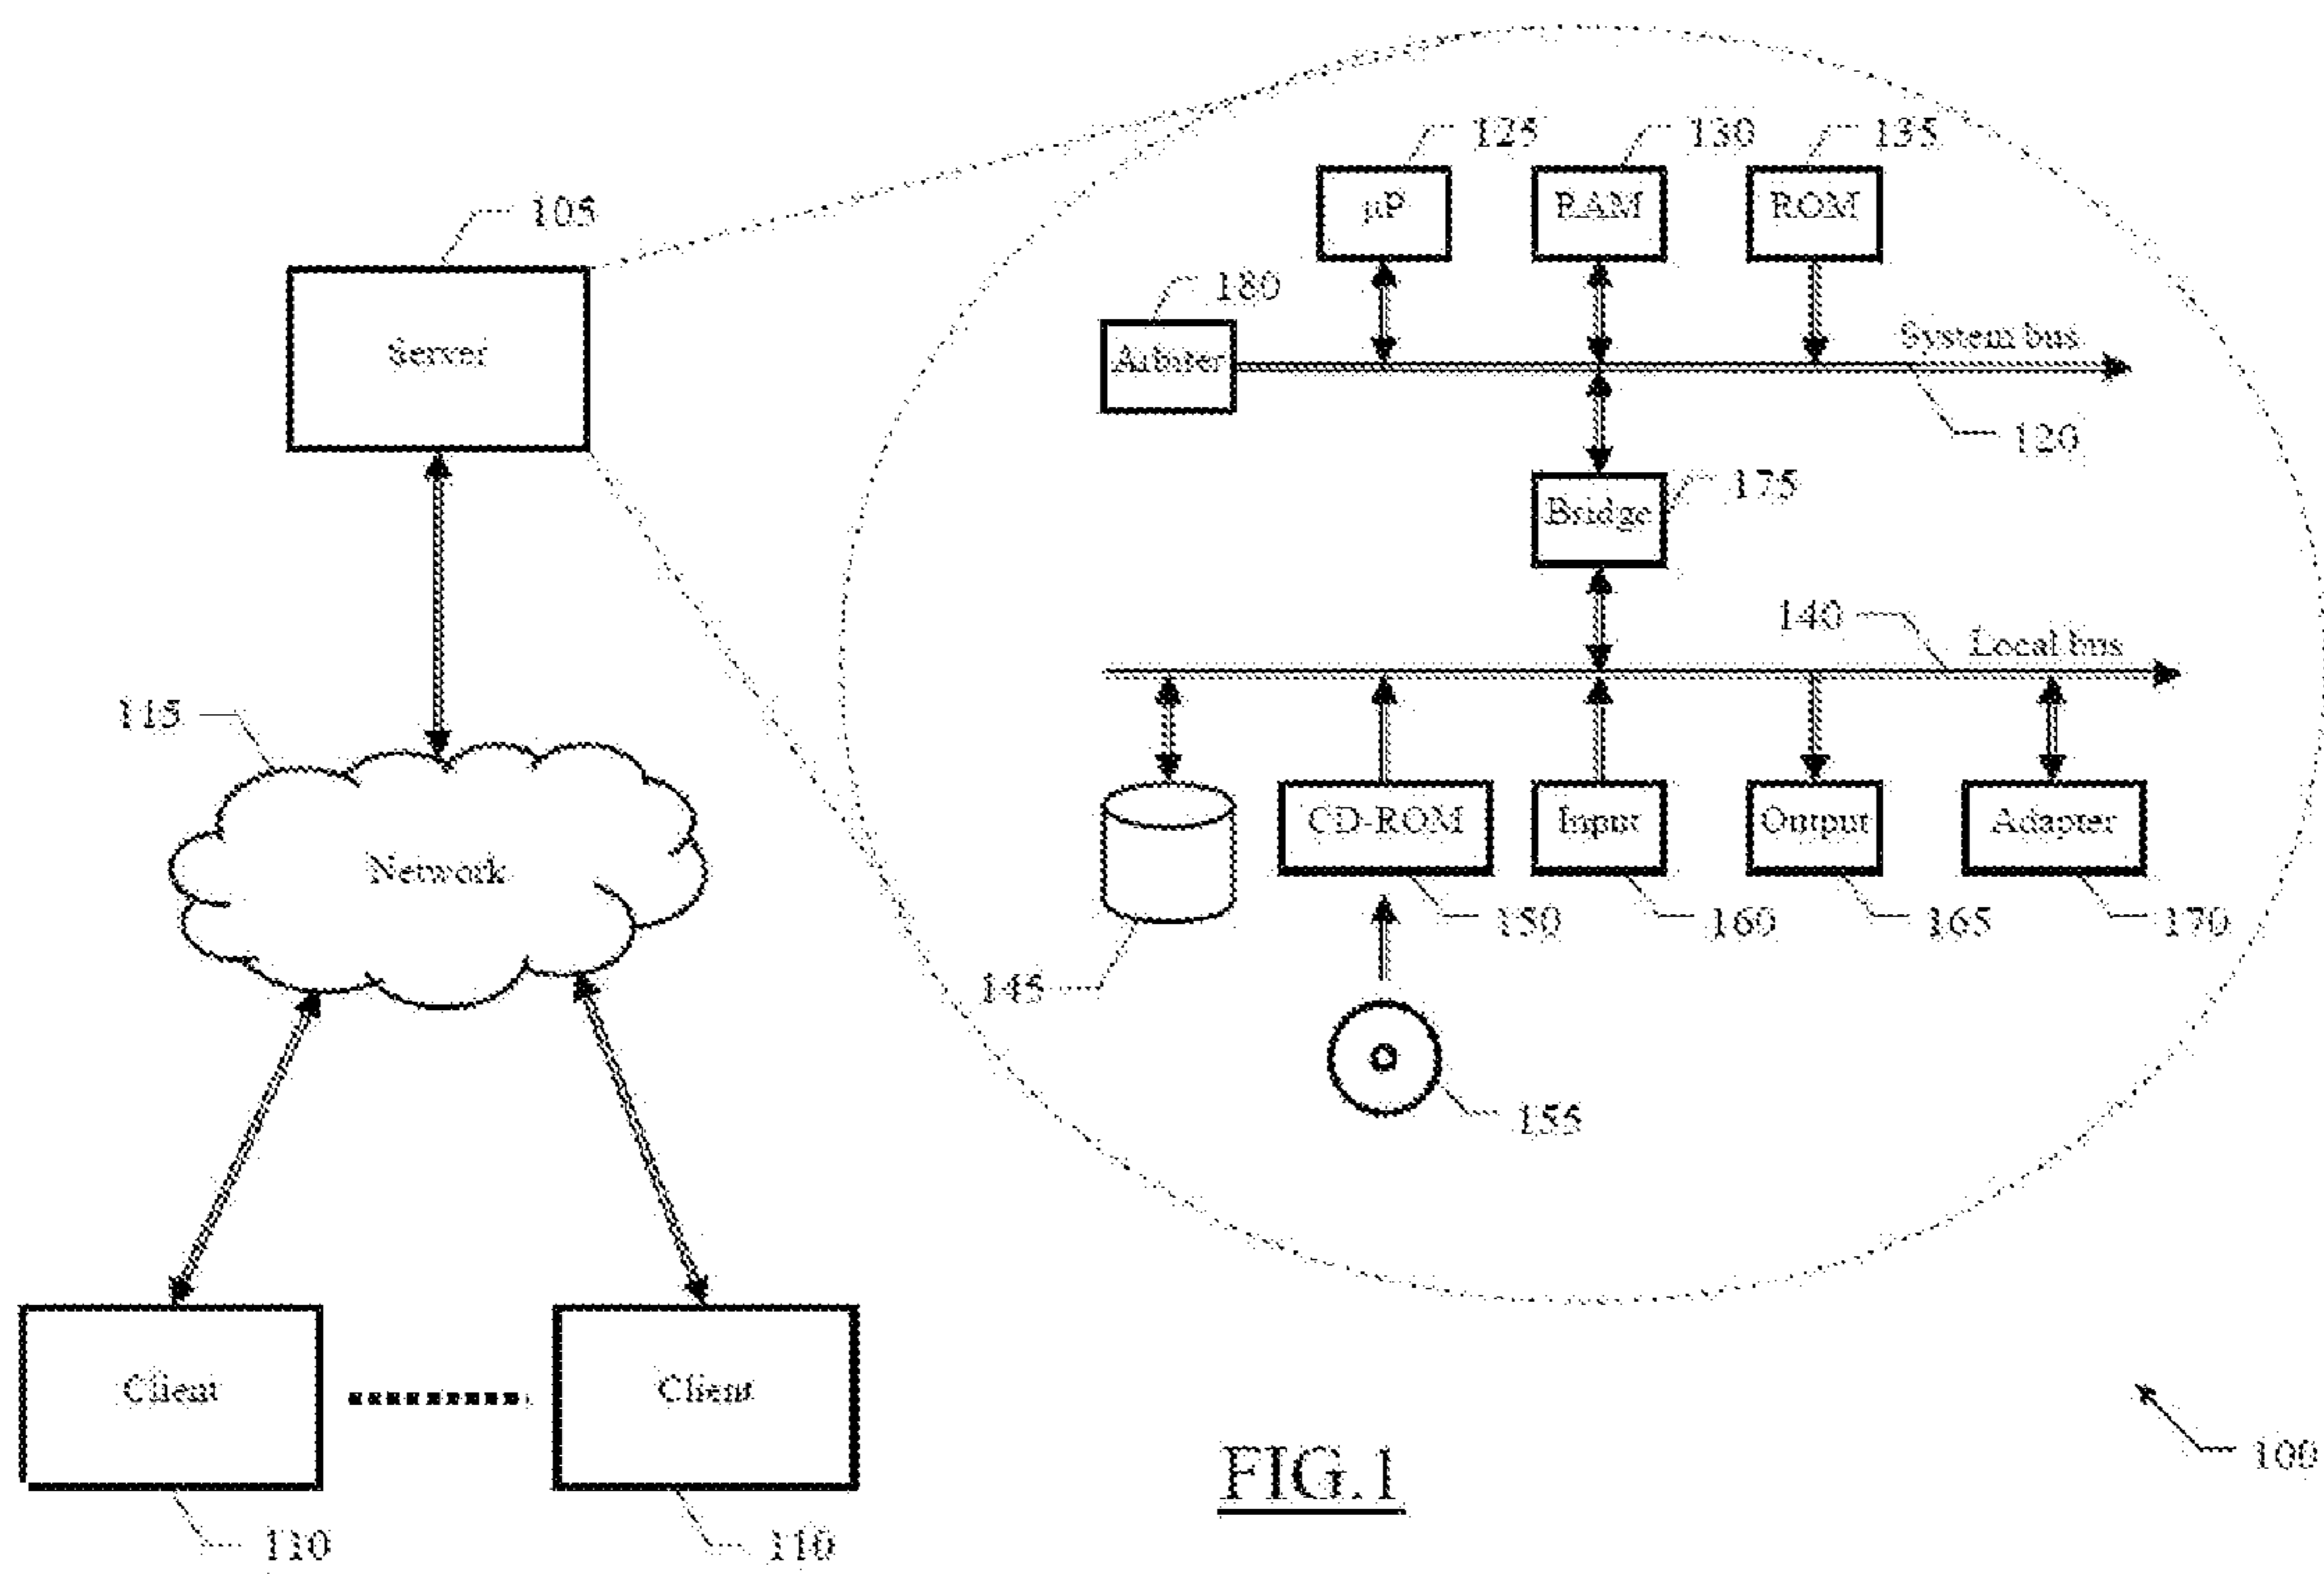 125
130
135
105
μP
RAM
ROM
180
Server
Arbiter
System bus
120
175
Bridge
140
Local bus
115
CD-ROM
Input
Output
Adapter
Network
150
160
165
170
145
155
Client
Client
100
FIG.1
110
110